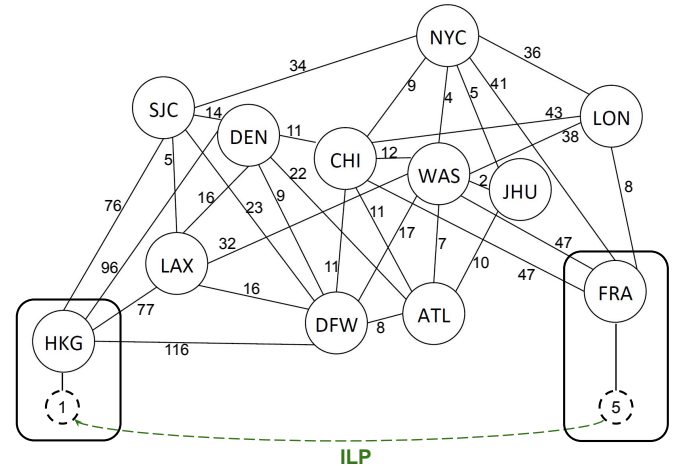 NYC
36
34
9
4
5
41
SJC
14
DEN
11
43
LON
38
CHI
12
WAS
5
22
2
JHU
8
76
16
9
23
11
17
7
10
47
47
96
32
LAX
11
77
16
FRA
HKG
DFW
8
ATL
116
1
5
ILP